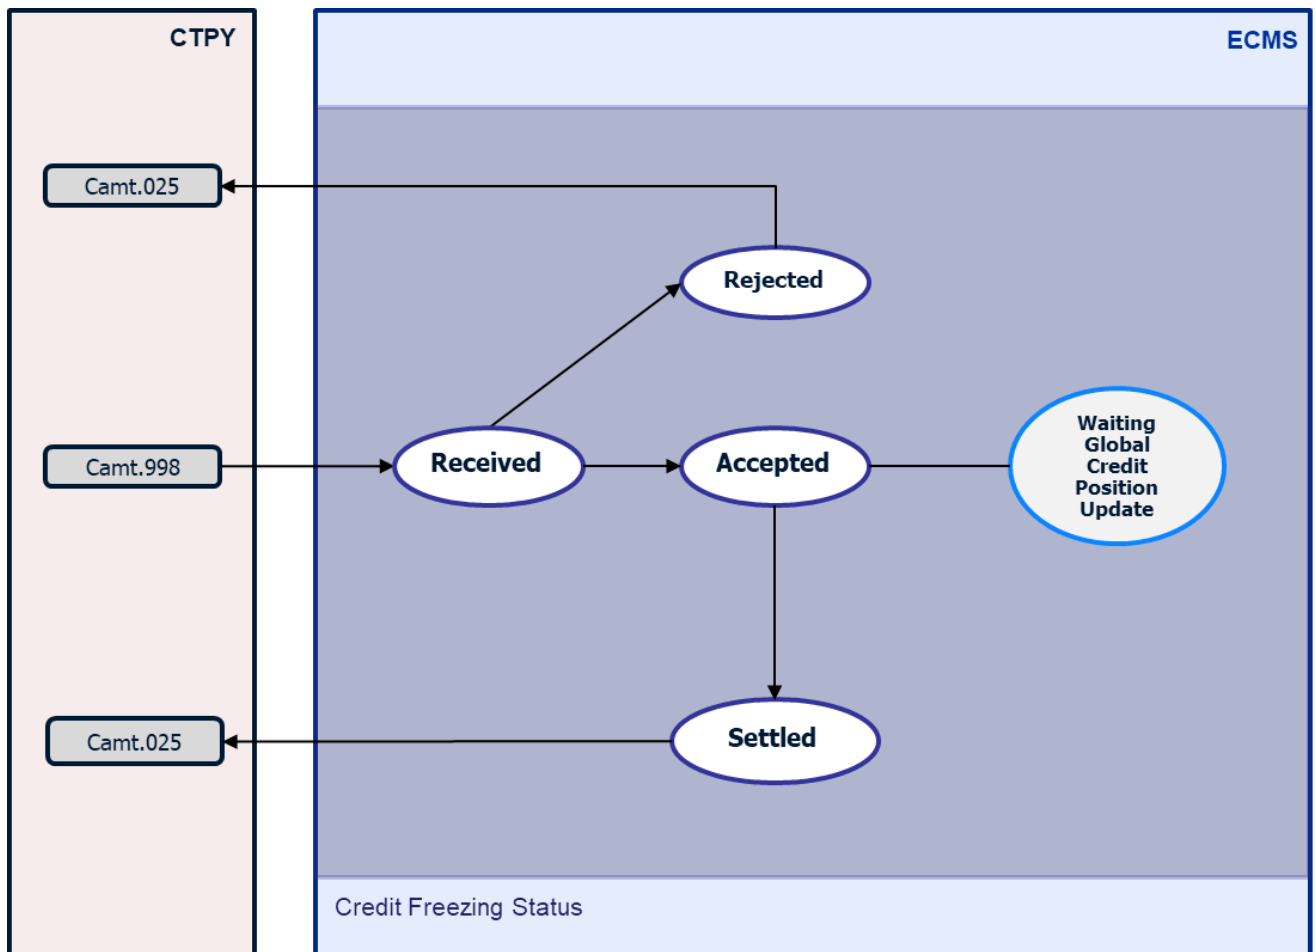 CTPY
ECMS
Camt.025
Rejected
Camt.998
Received
Accepted
Waiting
Global
Credit
Position
Update
Camt.025
Settled
Credit Freezing Status